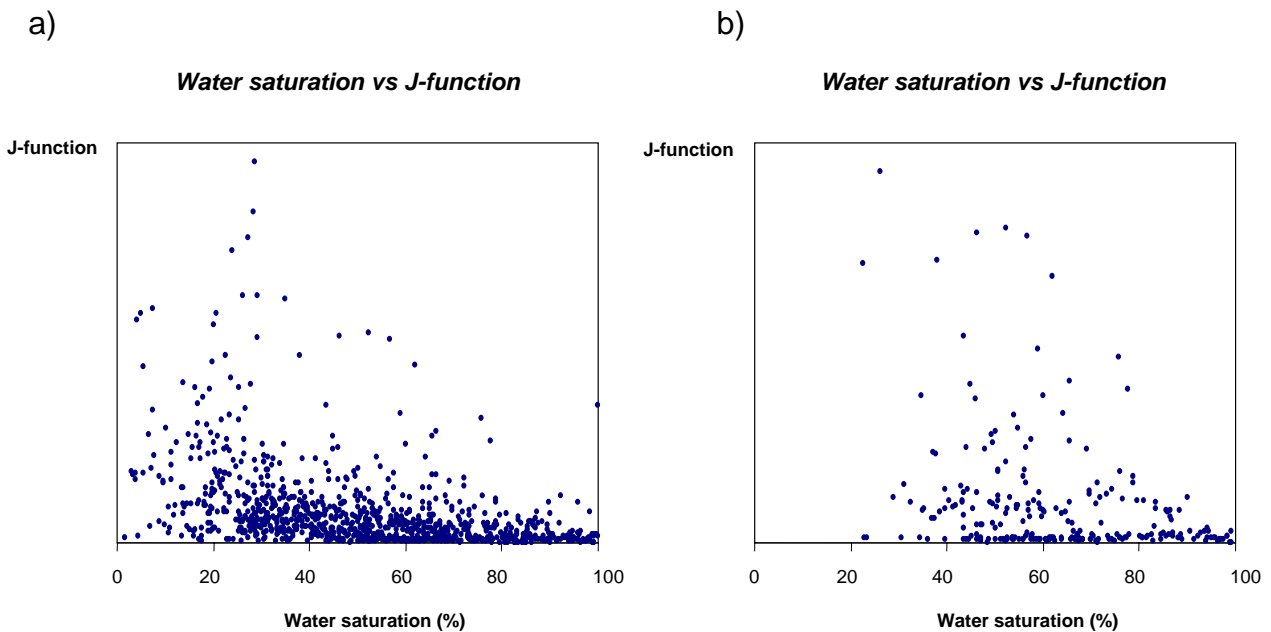 a)
Water saturation vs J-function
J-function
0 20 40 60 80 100
Water saturation (%)
b)
Water saturation vs J-function
J-function
0 20 40 60 80 100
Water saturation (%)